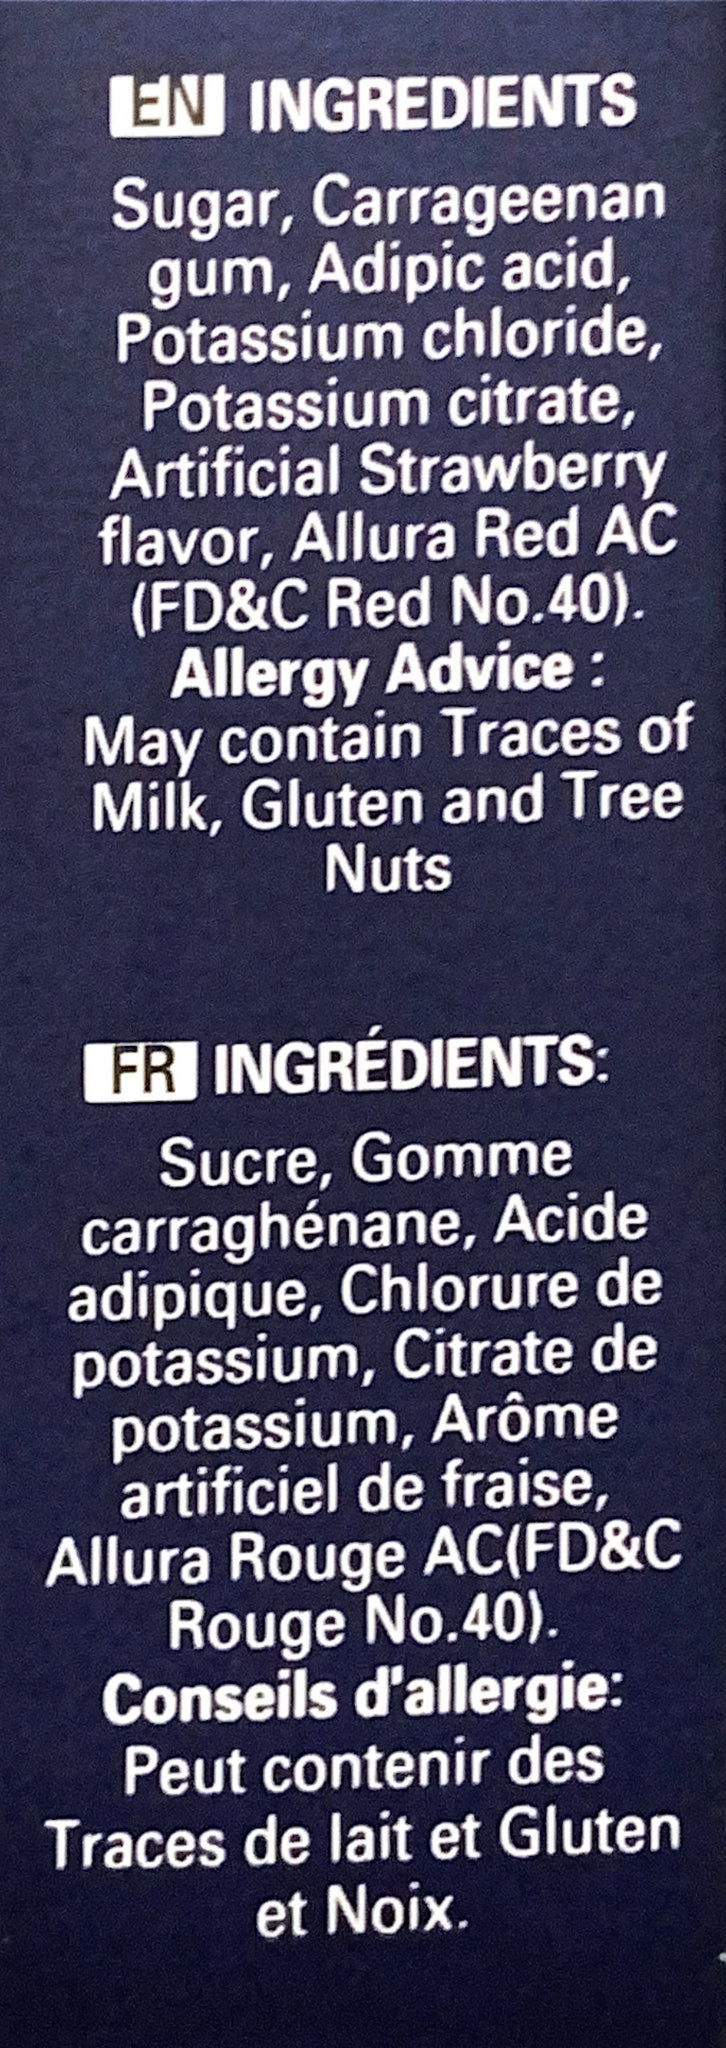 EN INGREDIENTS
Sugar, Carrageenan
gum, Adipic acid,
Potassium chloride,
Potassium citrate,
Artificial Strawberry
flavor, Allura Red AC
(FD&C Red No.40).
Allergy Advice :
May contain Traces of
Milk, Gluten and Tree
Nuts
FR INGRÉDIENTS:
Sucre, Gomme
carraghénane, Acide
adipique, Chlorure de
potassium, Citrate de
potassium, Arôme
artificiel de fraise,
Allura Rouge AC(FD&C
Rouge No.40).
Conseils d'allergie:
Peut contenir des
Traces de lait et Gluten
et Noix.